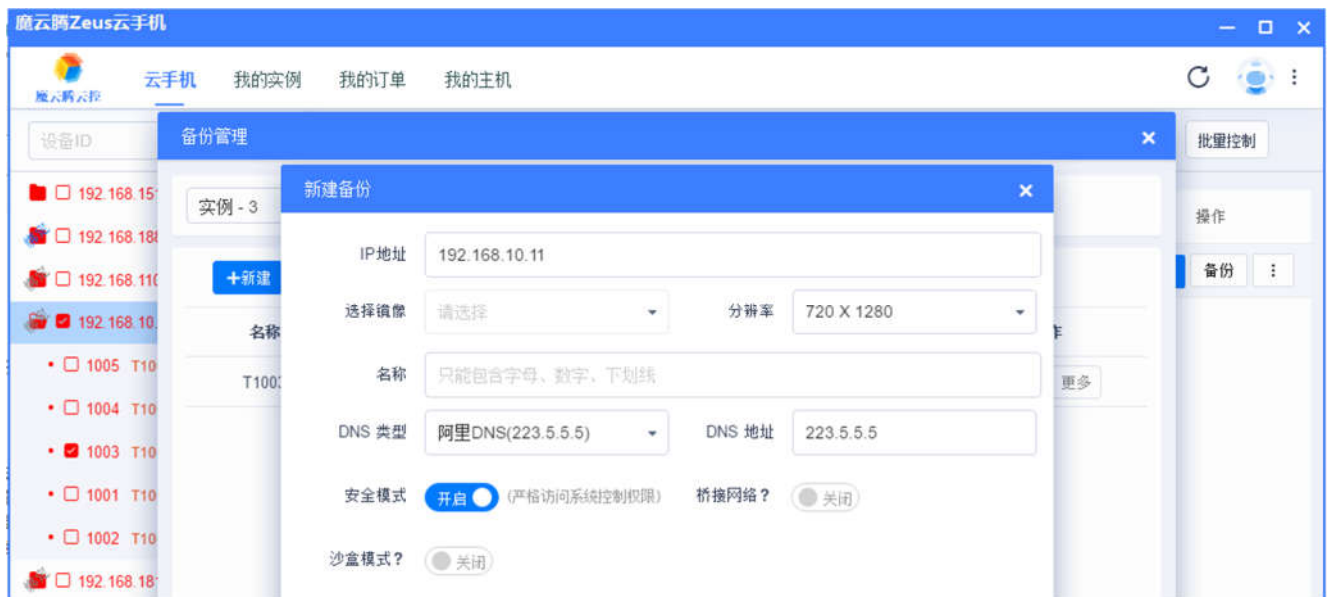 魔云腾Zeus云手机
魔云腾云控
云手机 我的实例 我的订单 我的主机
设备ID
备份管理
批量控制
192.168.15
新建备份
实例 - 3
操作
192.168.188
IP地址 192.168.10.11
192.168.110
+新建
备份
选择镜像 请选择 分辨率 720 X 1280
192.168.10.
名称
作
1005 T10
名称 只能包含字母、数字、下划线
T1003
更多
1004 T10
DNS 类型 阿里DNS(223.5.5.5) DNS 地址 223.5.5.5
1003 T10
1001 T10
安全模式 开启 (严格访问系统控制权限) 桥接网络? 关闭
1002 T10
沙盒模式? 关闭
192.168.18